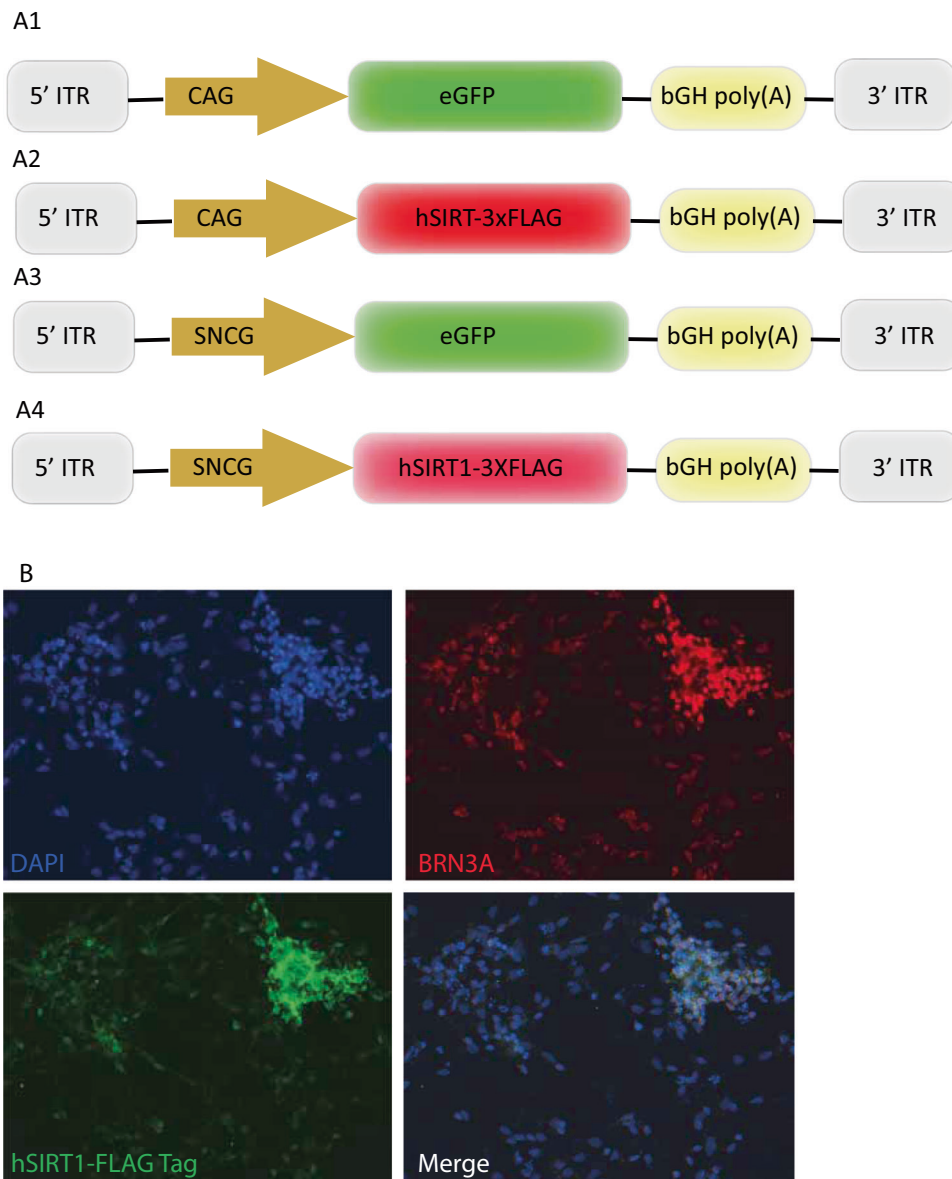 A1
5' ITR CAG eGFP bGH poly(A) 3' ITR
A2
5' ITR CAG hSIRT-3xFLAG bGH poly(A) 3' ITR
A3
5' ITR SNCG eGFP bGH poly(A) 3' ITR
A4
5' ITR SNCG hSIRT1-3XFLAG bGH poly(A) 3' ITR
B
DAPI BRN3A
hSIRT1-FLAG Tag Merge